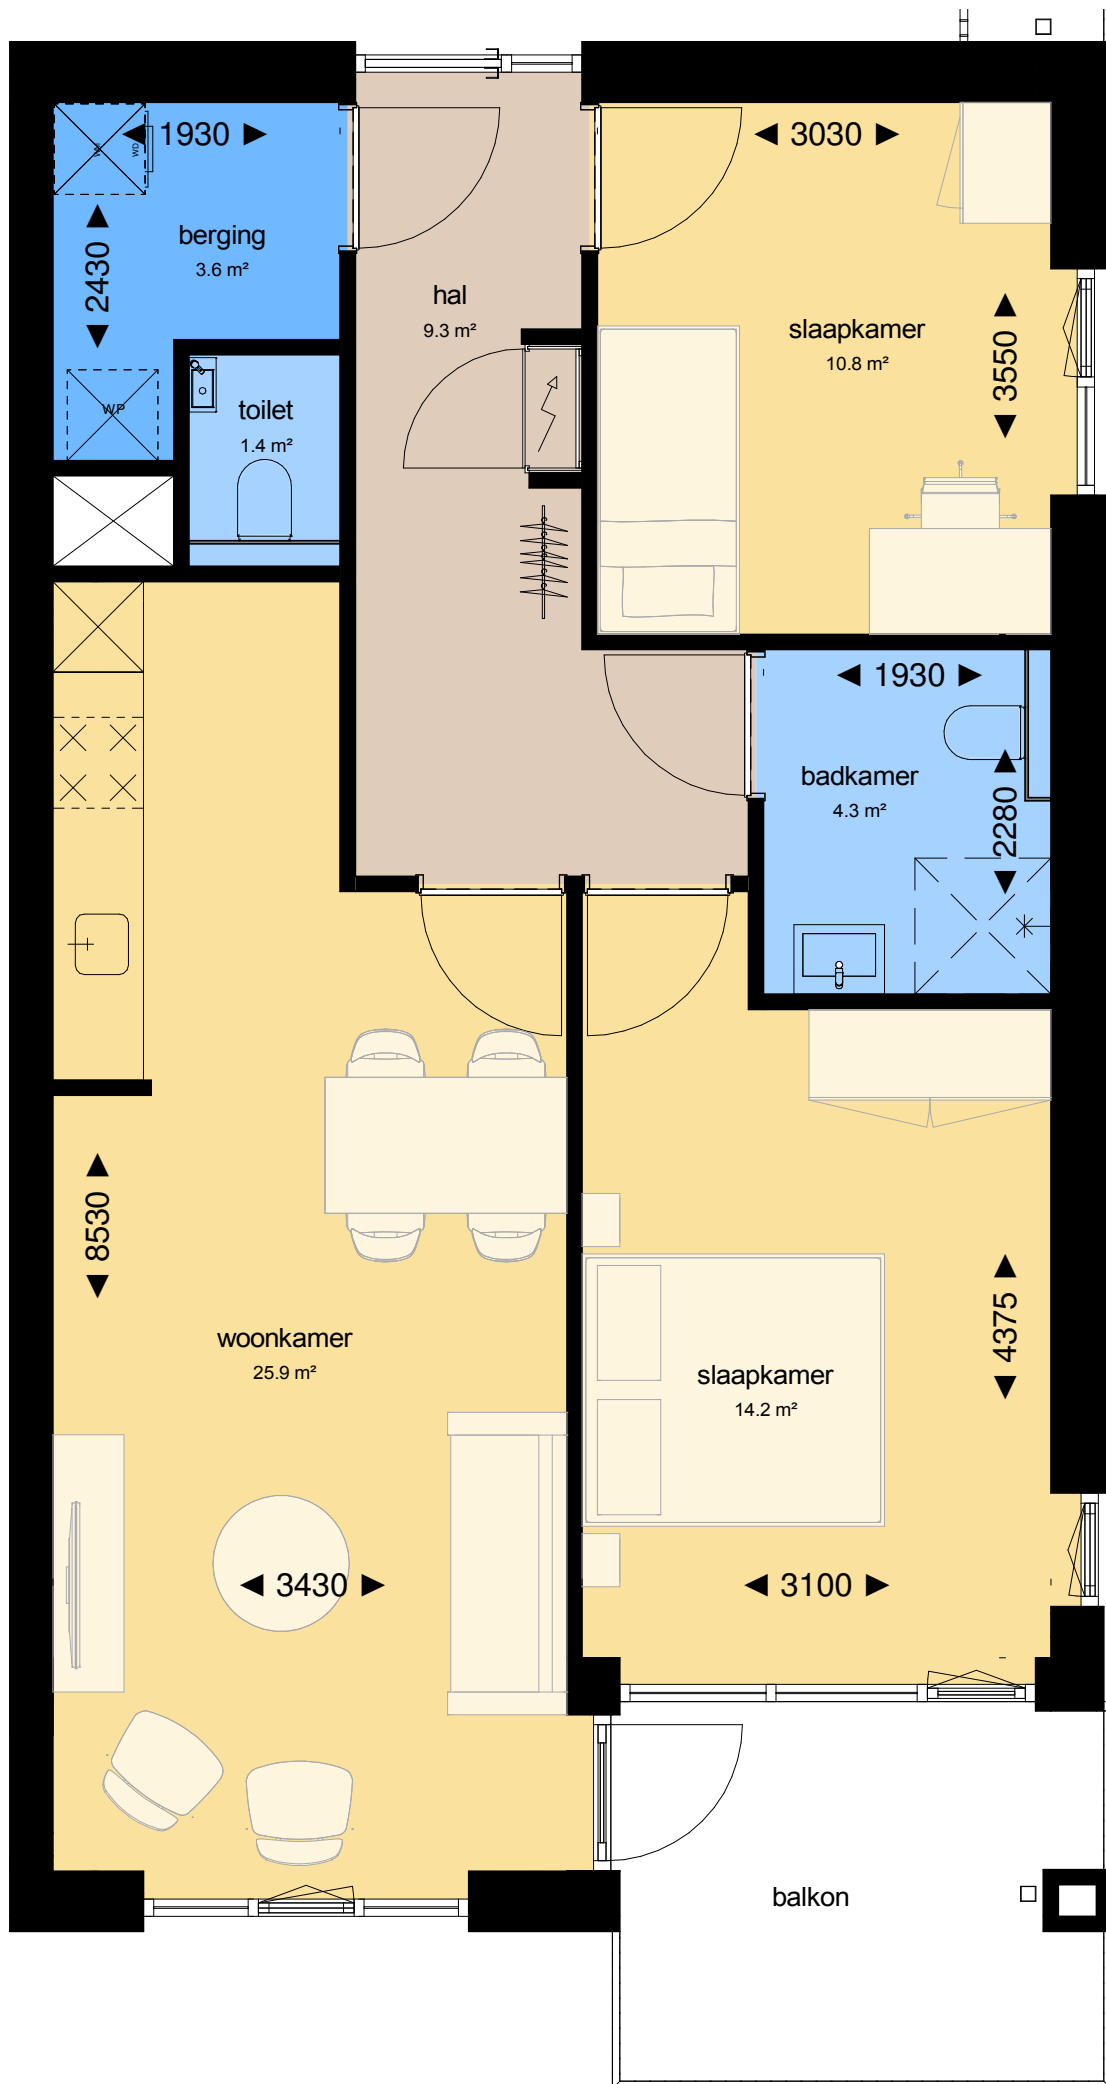 1930
WM
WD
3030
berging
3.6 m²
2430
hal
9.3 m²
slaapkamer
10.8 m²
3550
WP
toilet
1.4 m²
1930
badkamer
4.3 m²
2280
8530
woonkamer
25.9 m²
slaapkamer
14.2 m²
4375
3430
3100
balkon